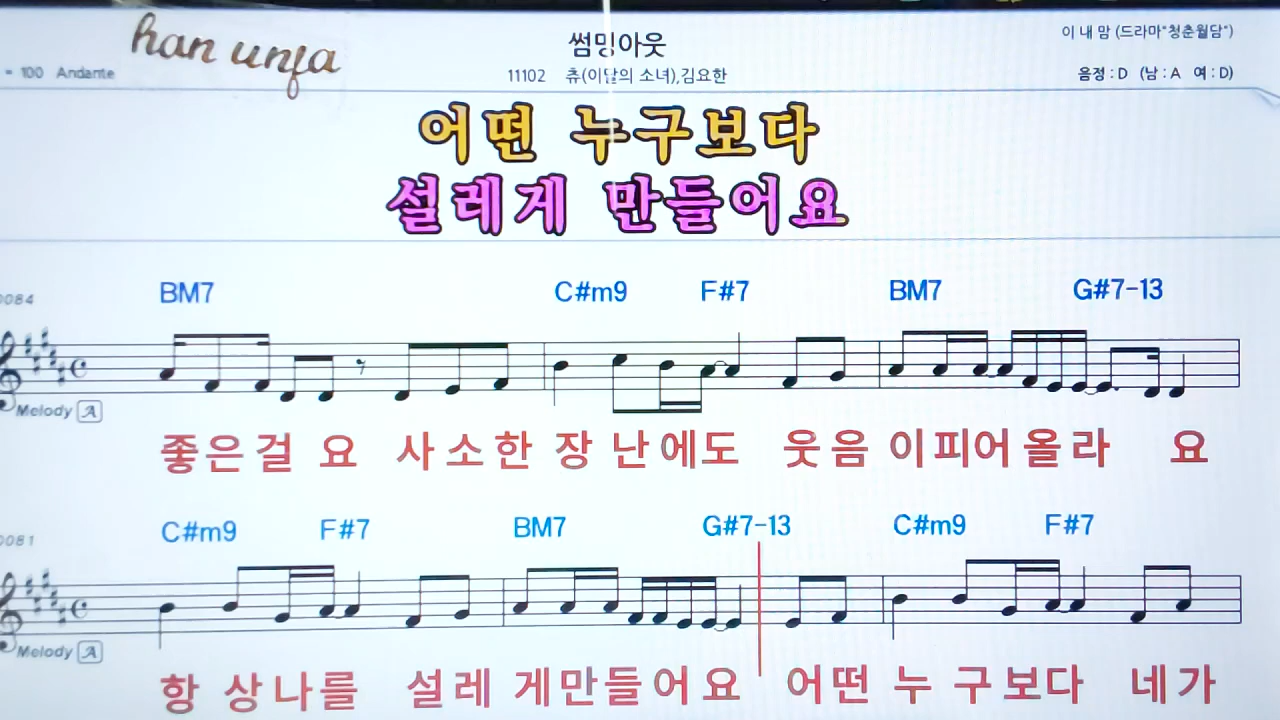 han unja
썸밍아웃
이 내 맘 (드라마"청춘월담")
= 100 Andante
11102 츄(이달의 소녀),김요한
음정 : D (남 : A 여 : D)
어떤 누구보다
설레게 만들어요
0084 BM7 C#m9 F#7 BM7 G#7-13
Melody A
좋은걸 요 사소한 장 난에도 웃음 이피어올라 요
0081 C#m9 F#7 BM7 G#7-13 C#m9 F#7
Melody A
항 상나를 설레 게만들어요 어떤 누 구보다 네가